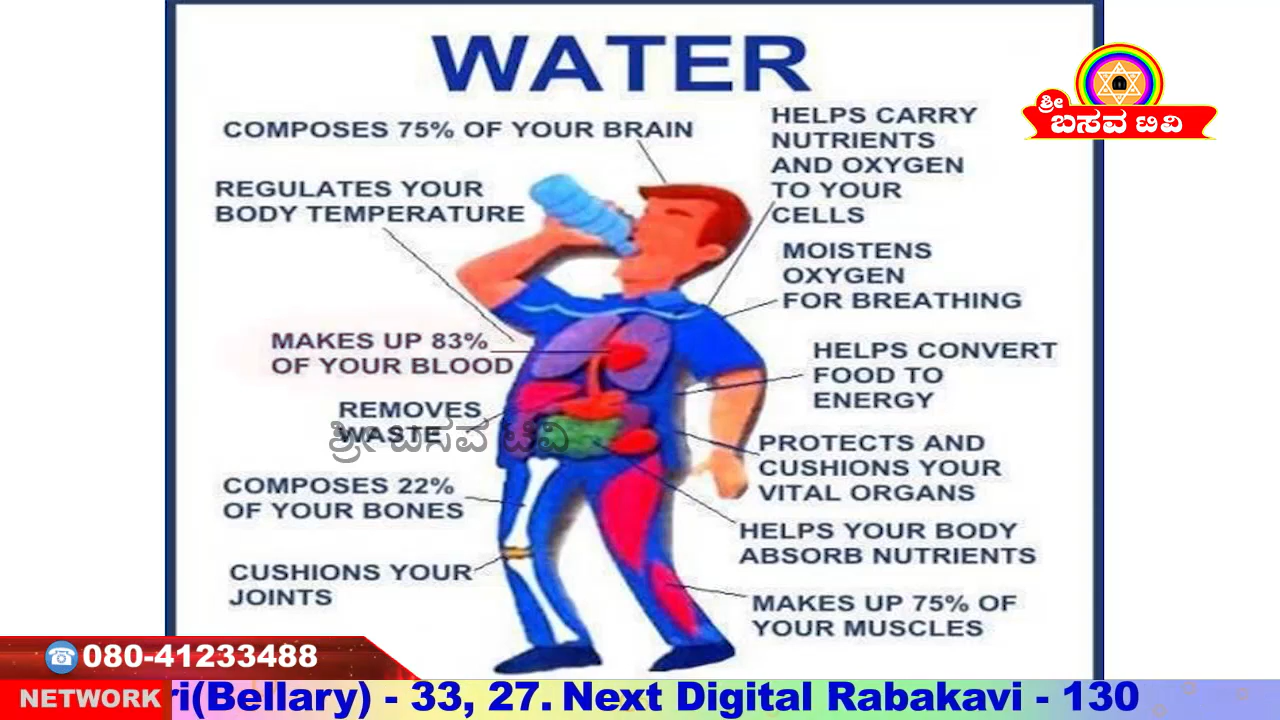 WATER
COMPOSES 75% OF YOUR BRAIN
REGULATES YOUR
BODY TEMPERATURE
MAKES UP 83%
OF YOUR BLOOD
REMOVES
WASTE
COMPOSES 22%
OF YOUR BONES
CUSHIONS YOUR
JOINTS
HELPS CARRY
NUTRIENTS
AND OXYGEN
TO YOUR
CELLS
MOISTENS
OXYGEN
FOR BREATHING
HELPS CONVERT
FOOD TO
ENERGY
PROTECTS AND
CUSHIONS YOUR
VITAL ORGANS
HELPS YOUR BODY
ABSORB NUTRIENTS
MAKES UP 75% OF
YOUR MUSCLES
ಶ್ರೀ
ಬಸವ ಟಿವಿ
ಶ್ರೀ ಬಸವ ಟಿವಿ
080-41233488
NETWORK ri(Bellary) - 33, 27. Next Digital Rabakavi - 130